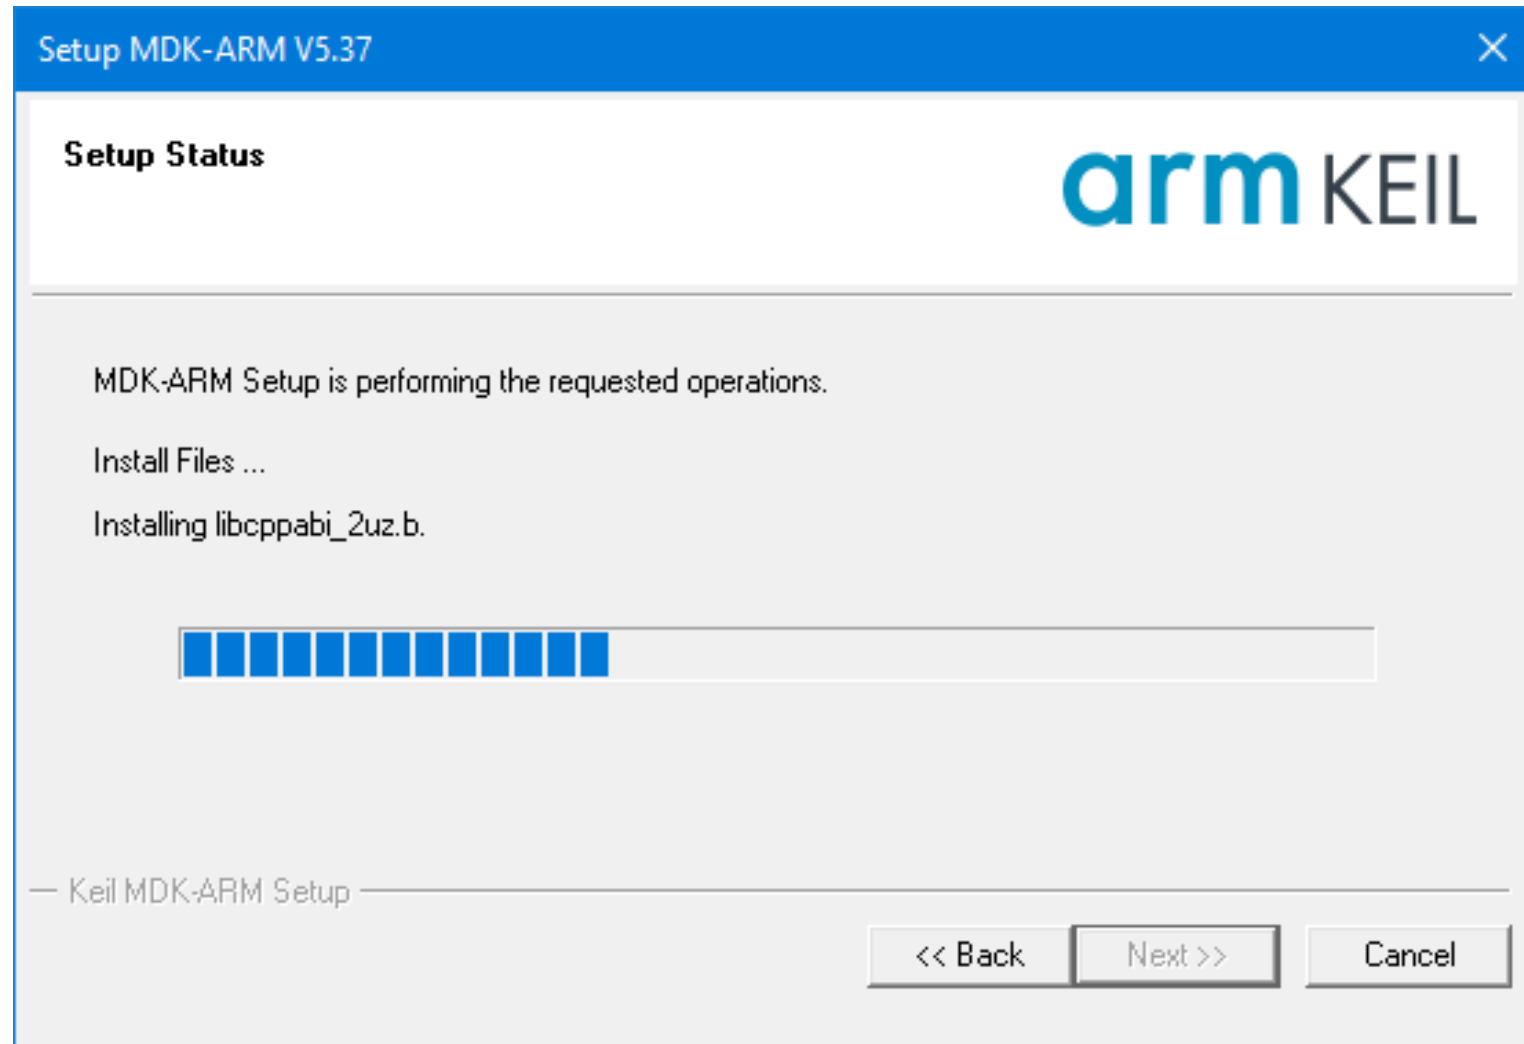 Setup MDK-ARM V5.37
Setup Status
arm KEIL
MDK-ARM Setup is performing the requested operations.
Install Files ...
Installing libcppabi_2uz.b.
Keil MDK-ARM Setup
<< Back
Next >>
Cancel